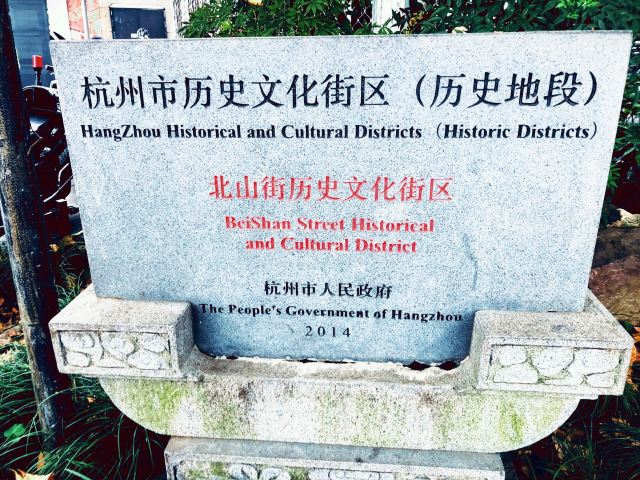 杭州市历史文化街区（历史地段）
HangZhou Historical and Cultural Districts（Historic Districts）
北山街历史文化街区
BeiShan Street Historical
and Cultural District
杭州市人民政府
The People's Government of Hangzhou
2014